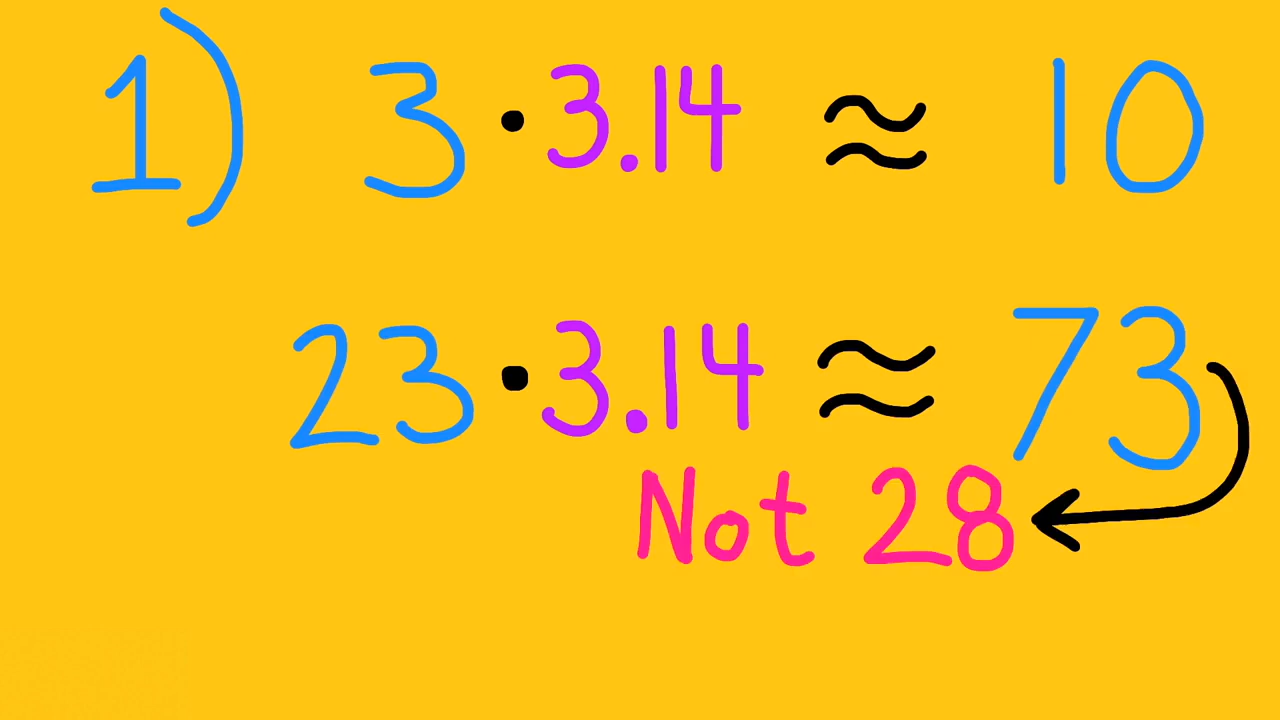 1) 3 · 3.14 ≈ 10
23 · 3.14 ≈ 73
Not 28